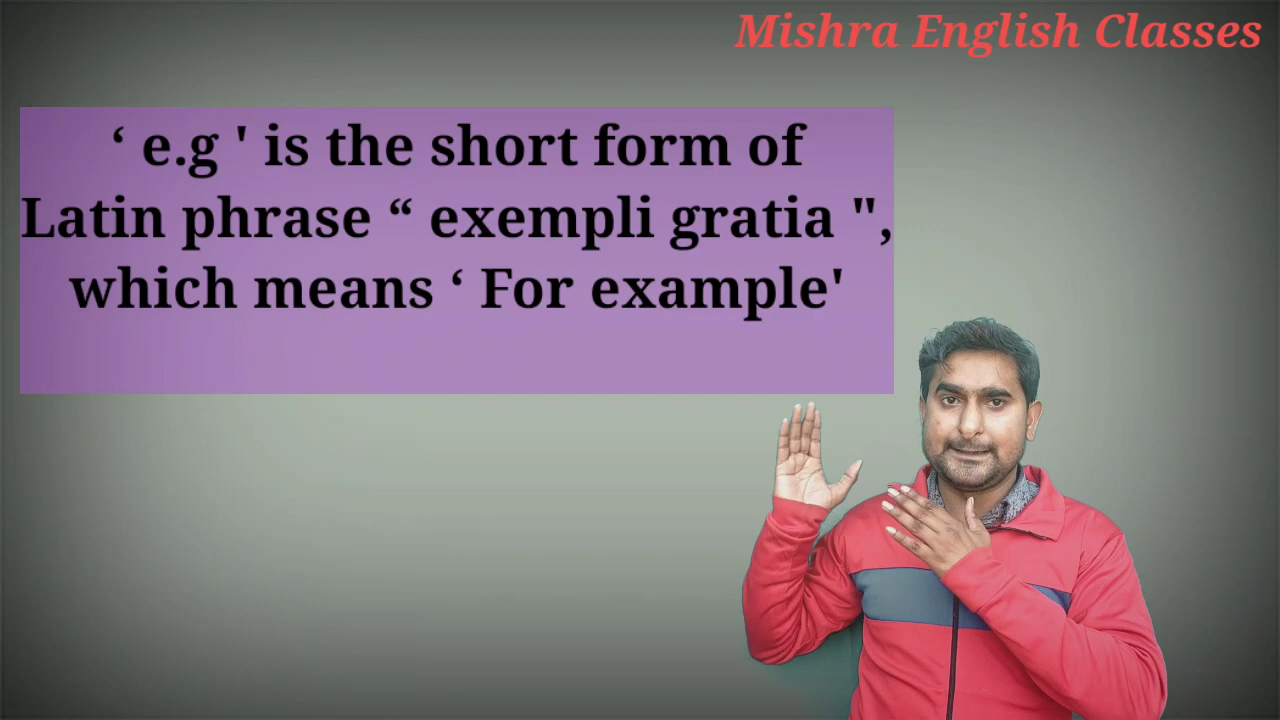 Mishra English Classes
‘ e.g ' is the short form of
Latin phrase “ exempli gratia ",
which means ‘ For example'